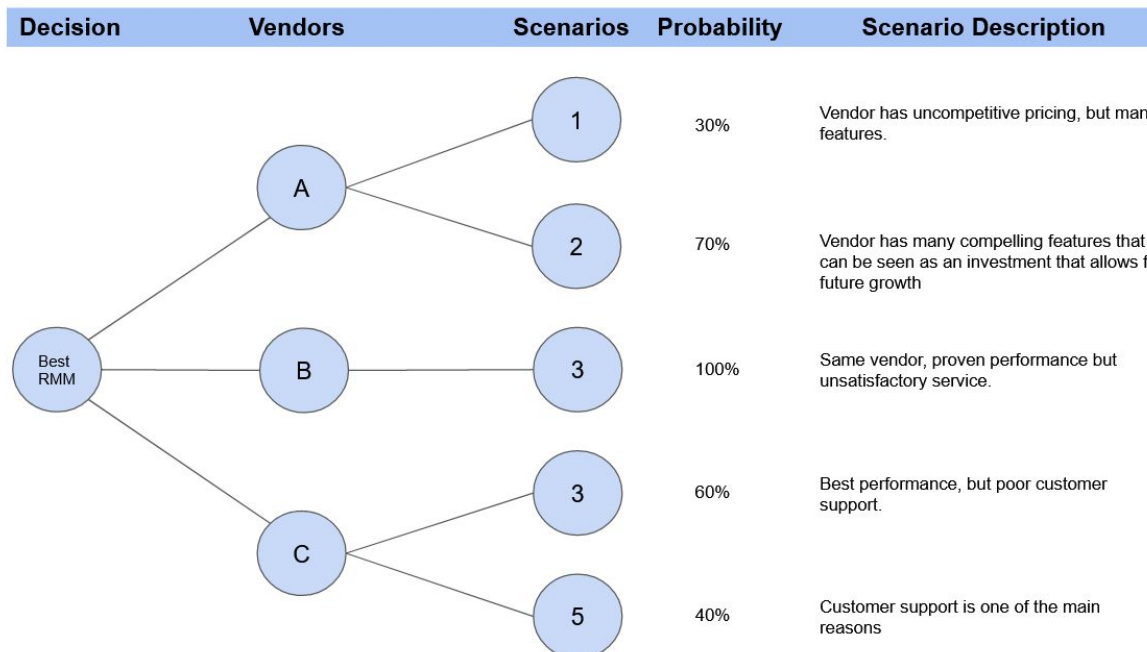 Decision Vendors Scenarios Probability Scenario Description
1 30% Vendor has uncompetitive pricing, but man
features.
A
2 70% Vendor has many compelling features that
can be seen as an investment that allows f
future growth
Best
RMM
B 3 100% Same vendor, proven performance but
unsatisfactory service.
3 60% Best performance, but poor customer
support.
C
5 40% Customer support is one of the main
reasons